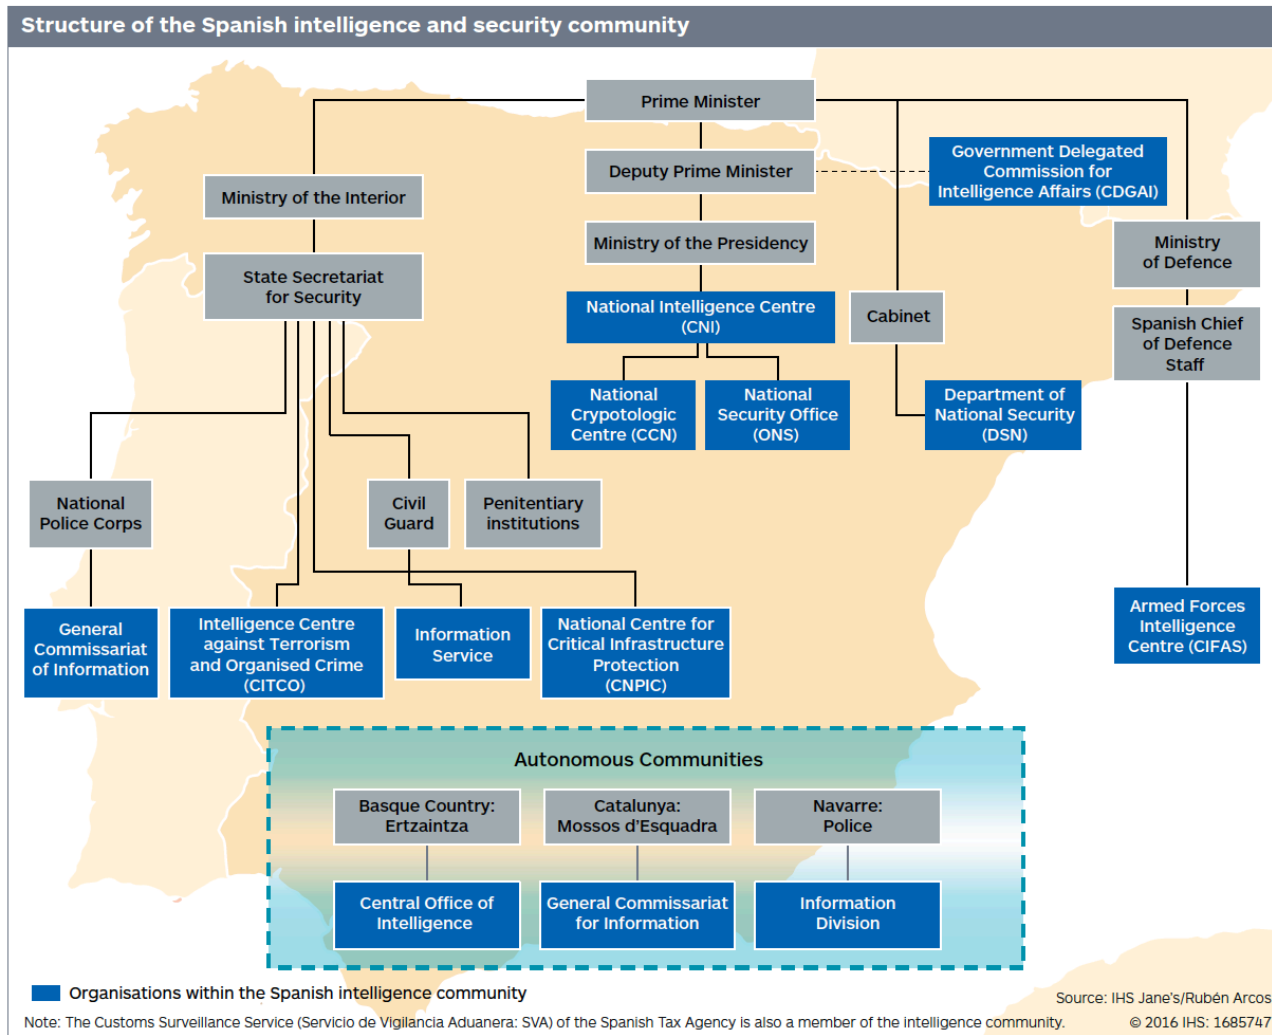 Structure of the Spanish intelligence and security community
Prime Minister
Deputy Prime Minister
Government Delegated
Commission for
Intelligence Affairs (CDGAI)
Ministry of the Interior
Ministry of the Presidency
Ministry
of Defence
State Secretariat
for Security
National Intelligence Centre
(CNI)
Cabinet
Spanish Chief
of Defence
Staff
National
Crypotologic
Centre (CCN)
National
Security Office
(ONS)
Department of
National Security
(DSN)
National
Police Corps
Civil
Guard
Penitentiary
institutions
General
Commissariat
of Information
Intelligence Centre
against Terrorism
and Organised Crime
(CITCO)
Information
Service
National Centre for
Critical Infrastructure
Protection
(CNPIC)
Armed Forces
Intelligence
Centre (CIFAS)
Autonomous Communities
Basque Country:
Ertzaintza
Catalunya:
Mossos d'Esquadra
Navarre:
Police
Central Office of
Intelligence
General Commissariat
for Information
Information
Division
Organisations within the Spanish intelligence community
Source: IHS Jane's/Rubén Arcos
Note: The Customs Surveillance Service (Servicio de Vigilancia Aduanera: SVA) of the Spanish Tax Agency is also a member of the intelligence community.
© 2016 IHS: 1685747